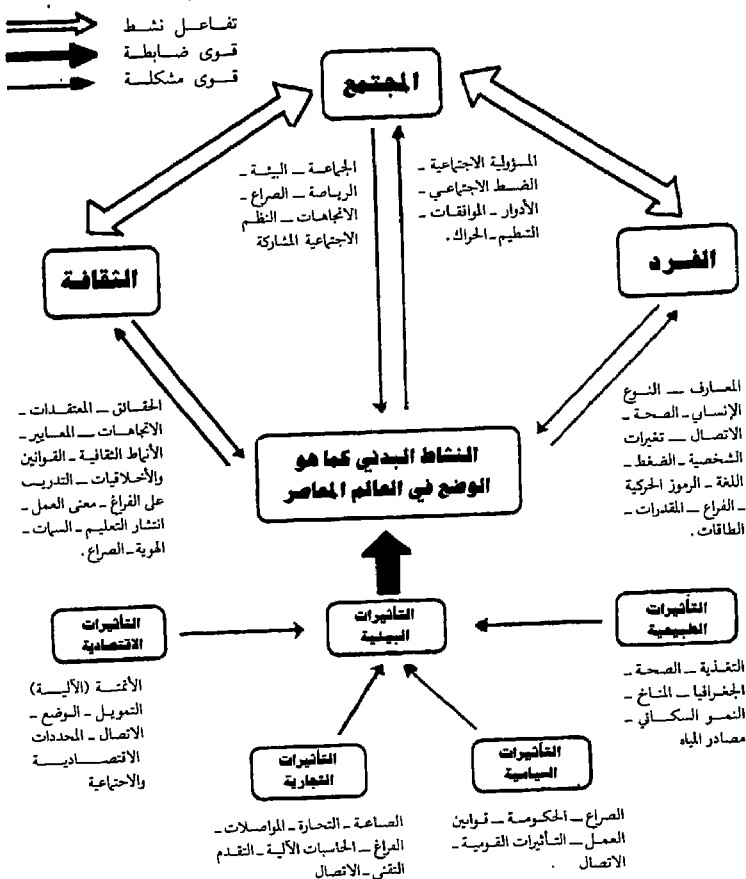 تفاعل نشط
قوى ضابطة
قوى مشكلة
المجتمع
المسؤولية الاجتماعية -
الضبط الاجتماعي -
الأدوار - الموافقات -
التنظيم - الحراك .
الجماعة - البيئة -
الرياضة - الصراع -
الاتجاهات - النظم
الاجتماعية المشاركة
الفرد
الثقافة
المعارف - النوع
الإنساني - الصحة -
الاتصال - تغيرات
الشخصية - الضغط -
اللغة - الرموز الحركية
- الفراغ - المقدرات -
الطاقات .
الحقائق - المعتقدات -
الاتجاهات - المعايير -
الأنماط الثقافية - القوانين
والأخلاقيات - التدريب
على الفراغ - معنى العمل -
انتشار التعليم - السمات -
الهوية - الصراع .
النشاط البدني كما هو
الوضع في العالم المعاصر
التأثيرات
الطبيعية
التأثيرات
البيئية
التأثيرات
الاقتصادية
التغذية - الصحة -
الجغرافيا - المناخ -
النمو السكاني -
مصادر المياه
الأتمتة (الآلية)
التمويل - الوضع -
الاتصال - المحددات
الاقتصادية
والاجتماعية
التأثيرات
السياسية
التأثيرات
التجارية
الصراع - الحكومة - قوانين
العمل - التأثيرات القومية -
الاتصال .
الصناعة - التجارة - المواصلات -
الفراغ - الحاسبات الآلية - التقدم
التقني - الاتصال